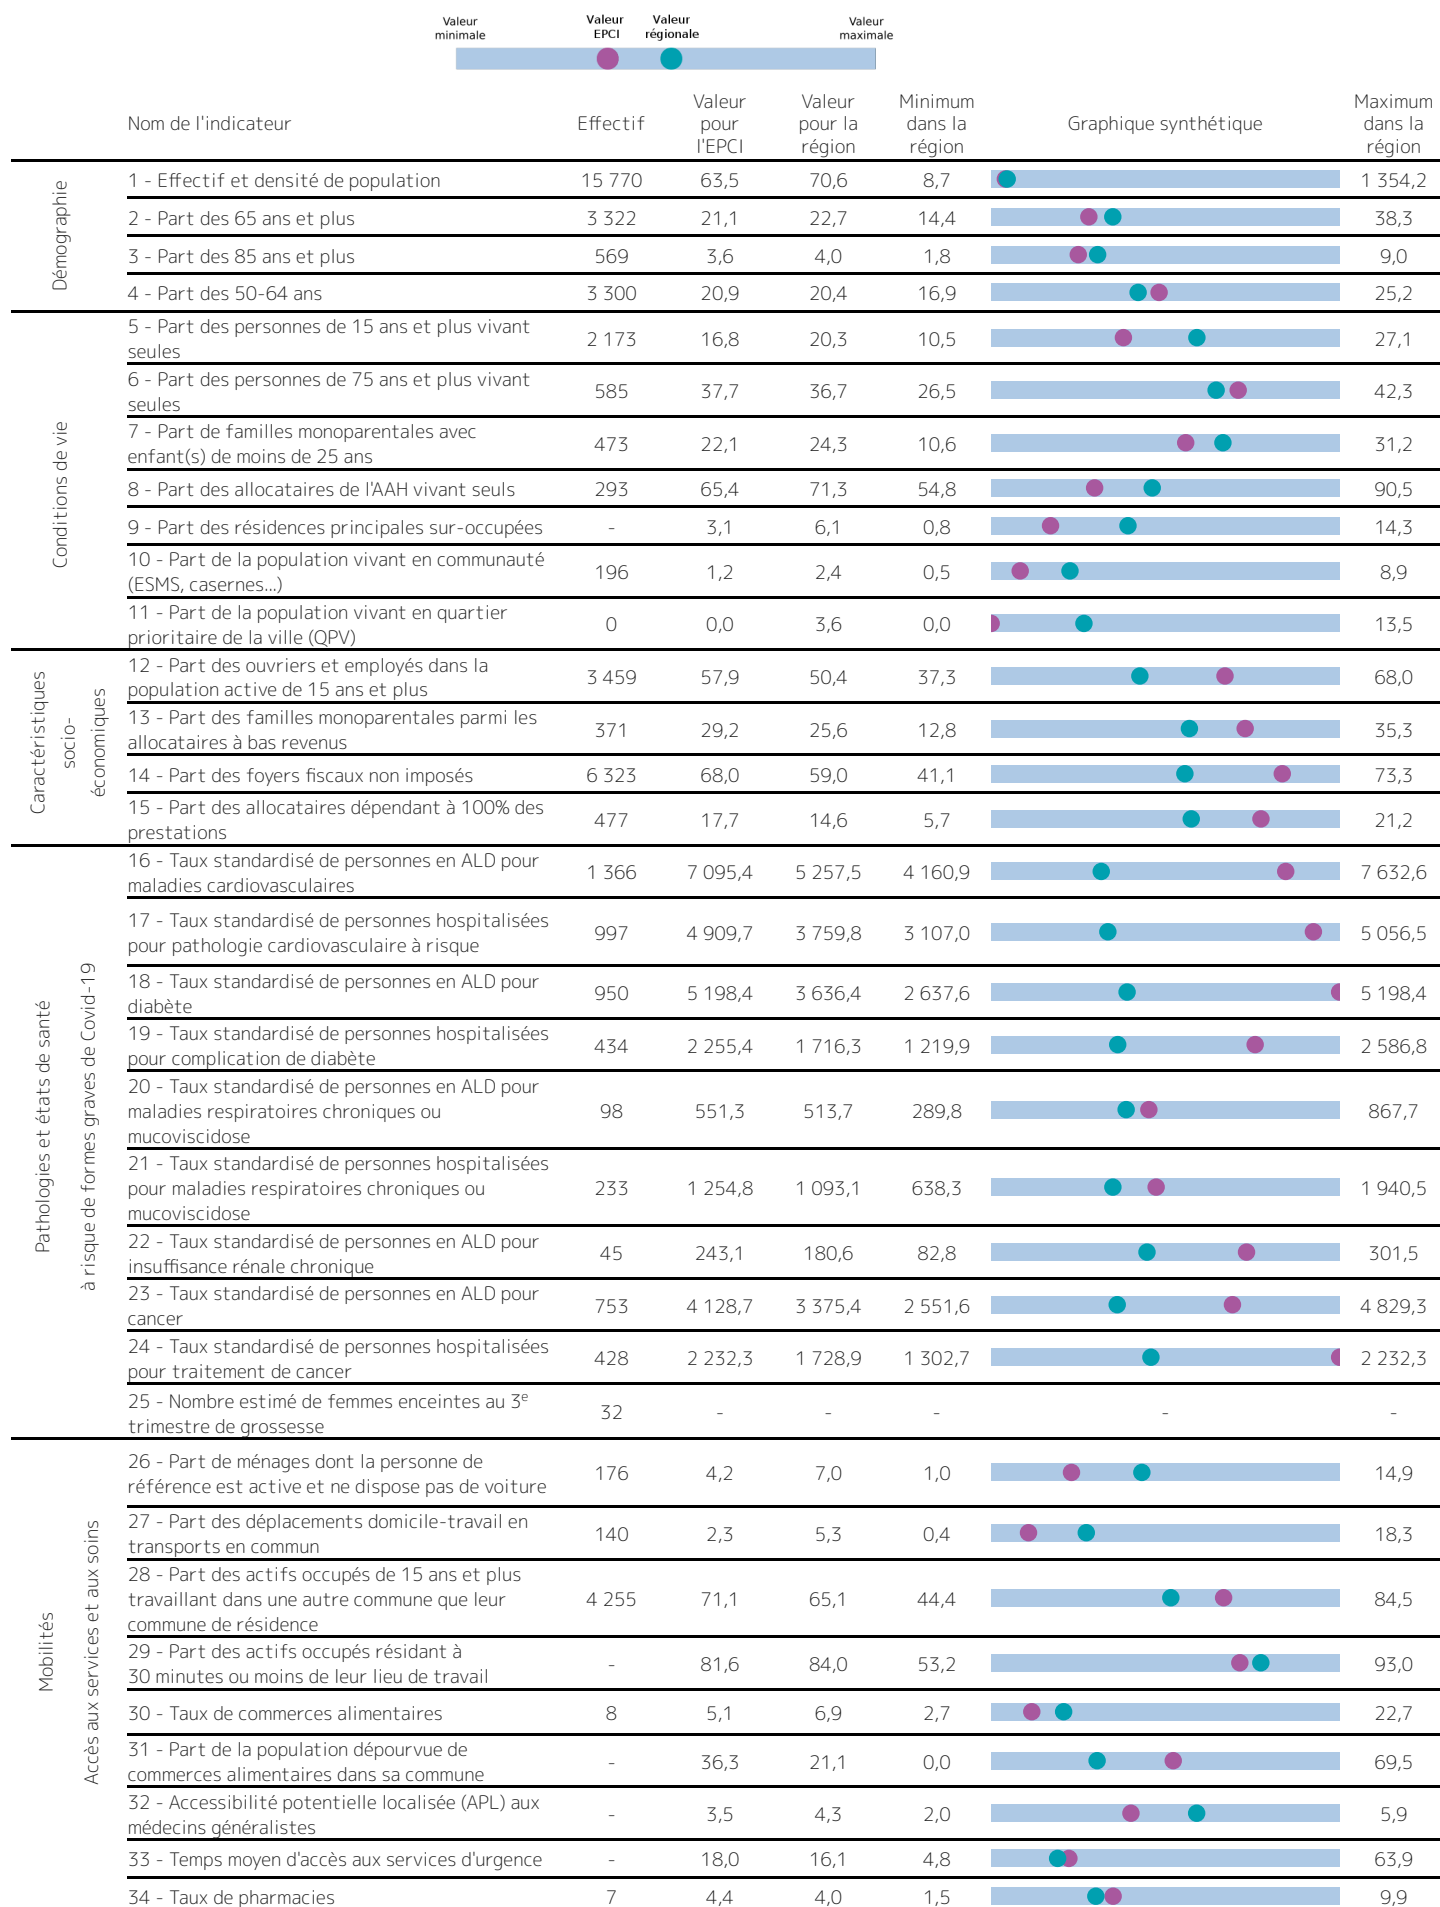 Valeur
minimale
Valeur
EPCI
Valeur
régionale
Valeur
maximale
Nom de l'indicateur
Effectif
Valeur
pour
l'EPCI
Valeur
pour la
région
Minimum
dans la
région
Graphique synthétique
Maximum
dans la
région
Démographie
1 - Effectif et densité de population 15 770 63,5 70,6 8,7 1 354,2
2 - Part des 65 ans et plus 3 322 21,1 22,7 14,4 38,3
3 - Part des 85 ans et plus 569 3,6 4,0 1,8 9,0
4 - Part des 50-64 ans 3 300 20,9 20,4 16,9 25,2
Conditions de vie
5 - Part des personnes de 15 ans et plus vivant
seules 2 173 16,8 20,3 10,5 27,1
6 - Part des personnes de 75 ans et plus vivant
seules 585 37,7 36,7 26,5 42,3
7 - Part de familles monoparentales avec
enfant(s) de moins de 25 ans 473 22,1 24,3 10,6 31,2
8 - Part des allocataires de l'AAH vivant seuls 293 65,4 71,3 54,8 90,5
9 - Part des résidences principales sur-occupées - 3,1 6,1 0,8 14,3
10 - Part de la population vivant en communauté
(ESMS, casernes...) 196 1,2 2,4 0,5 8,9
11 - Part de la population vivant en quartier
prioritaire de la ville (QPV) 0 0,0 3,6 0,0 13,5
Caractéristiques
socio-
économiques
12 - Part des ouvriers et employés dans la
population active de 15 ans et plus 3 459 57,9 50,4 37,3 68,0
13 - Part des familles monoparentales parmi les
allocataires à bas revenus 371 29,2 25,6 12,8 35,3
14 - Part des foyers fiscaux non imposés 6 323 68,0 59,0 41,1 73,3
15 - Part des allocataires dépendant à 100% des
prestations 477 17,7 14,6 5,7 21,2
Pathologies et états de santé
à risque de formes graves de Covid-19
16 - Taux standardisé de personnes en ALD pour
maladies cardiovasculaires 1 366 7 095,4 5 257,5 4 160,9 7 632,6
17 - Taux standardisé de personnes hospitalisées
pour pathologie cardiovasculaire à risque 997 4 909,7 3 759,8 3 107,0 5 056,5
18 - Taux standardisé de personnes en ALD pour
diabète 950 5 198,4 3 636,4 2 637,6 5 198,4
19 - Taux standardisé de personnes hospitalisées
pour complication de diabète 434 2 255,4 1 716,3 1 219,9 2 586,8
20 - Taux standardisé de personnes en ALD pour
maladies respiratoires chroniques ou
mucoviscidose 98 551,3 513,7 289,8 867,7
21 - Taux standardisé de personnes hospitalisées
pour maladies respiratoires chroniques ou
mucoviscidose 233 1 254,8 1 093,1 638,3 1 940,5
22 - Taux standardisé de personnes en ALD pour
insuffisance rénale chronique 45 243,1 180,6 82,8 301,5
23 - Taux standardisé de personnes en ALD pour
cancer 753 4 128,7 3 375,4 2 551,6 4 829,3
24 - Taux standardisé de personnes hospitalisées
pour traitement de cancer 428 2 232,3 1 728,9 1 302,7 2 232,3
25 - Nombre estimé de femmes enceintes au 3e
trimestre de grossesse 32 - - - - -
Mobilités
Accès aux services et aux soins
26 - Part de ménages dont la personne de
référence est active et ne dispose pas de voiture 176 4,2 7,0 1,0 14,9
27 - Part des déplacements domicile-travail en
transports en commun 140 2,3 5,3 0,4 18,3
28 - Part des actifs occupés de 15 ans et plus
travaillant dans une autre commune que leur
commune de résidence 4 255 71,1 65,1 44,4 84,5
29 - Part des actifs occupés résidant à
30 minutes ou moins de leur lieu de travail - 81,6 84,0 53,2 93,0
30 - Taux de commerces alimentaires 8 5,1 6,9 2,7 22,7
31 - Part de la population dépourvue de
commerces alimentaires dans sa commune - 36,3 21,1 0,0 69,5
32 - Accessibilité potentielle localisée (APL) aux
médecins généralistes - 3,5 4,3 2,0 5,9
33 - Temps moyen d'accès aux services d'urgence - 18,0 16,1 4,8 63,9
34 - Taux de pharmacies 7 4,4 4,0 1,5 9,9